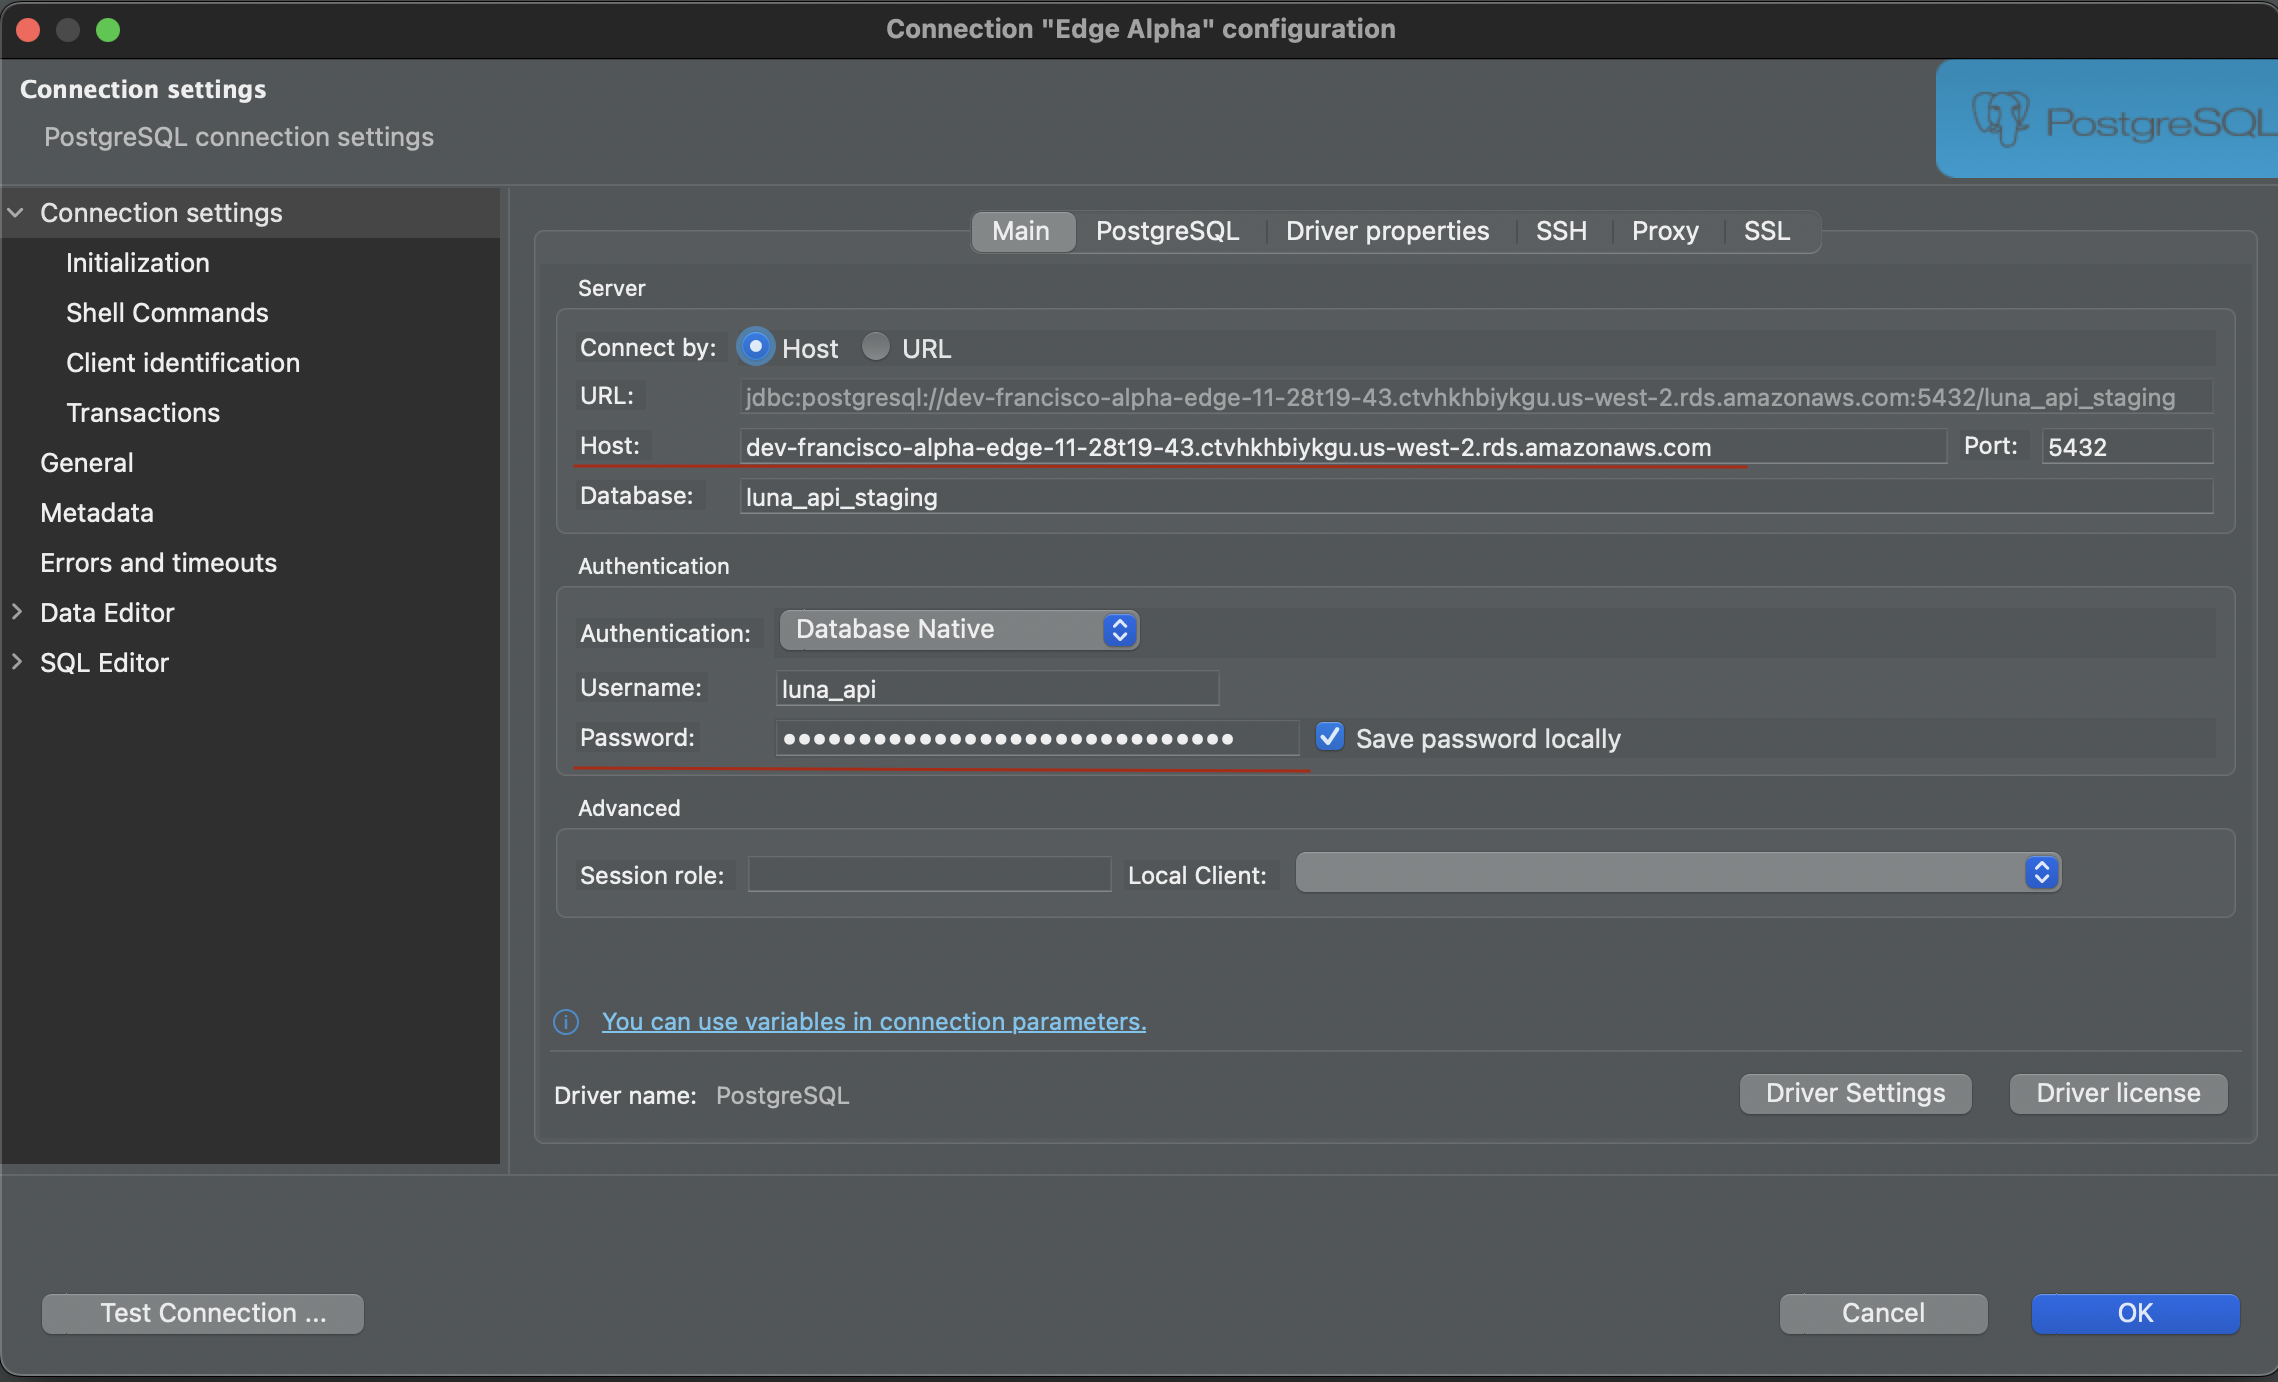 Connection "Edge Alpha" configuration
Connection settings
PostgreSQL connection settings
PostgreSQL
Connection settings
Initialization
Shell Commands
Client identification
Transactions
General
Metadata
Errors and timeouts
Data Editor
SQL Editor
Main PostgreSQL Driver properties SSH Proxy SSL
Server
Connect by: Host URL
URL: jdbc:postgresql://dev-francisco-alpha-edge-11-28t19-43.ctvhkhbiykgu.us-west-2.rds.amazonaws.com:5432/luna_api_staging
Host: dev-francisco-alpha-edge-11-28t19-43.ctvhkhbiykgu.us-west-2.rds.amazonaws.com Port: 5432
Database: luna_api_staging
Authentication
Authentication: Database Native
Username: luna_api
Password: •••••••••••••••••••••••••••••• Save password locally
Advanced
Session role: Local Client:
You can use variables in connection parameters.
Driver name: PostgreSQL Driver Settings Driver license
Test Connection ... Cancel OK